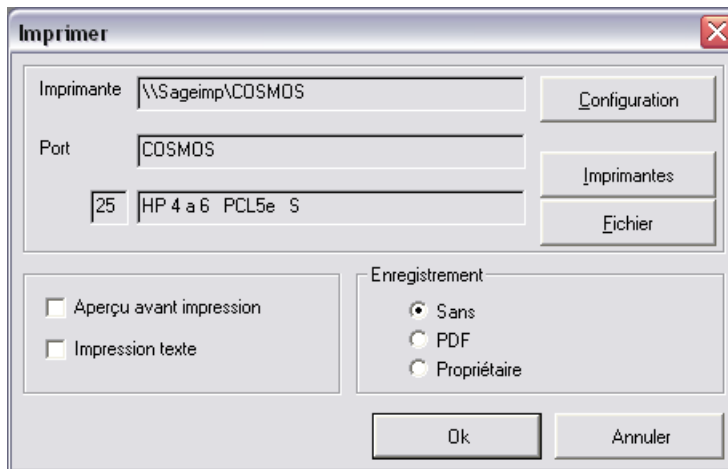 Imprimer
Imprimante \\Sageimp\COSMOS Configuration
Port COSMOS
Imprimantes
25 HP 4 a 6 PCL5e S
Fichier
Enregistrement
Aperçu avant impression Sans
PDF
Impression texte
Propriétaire
Ok Annuler